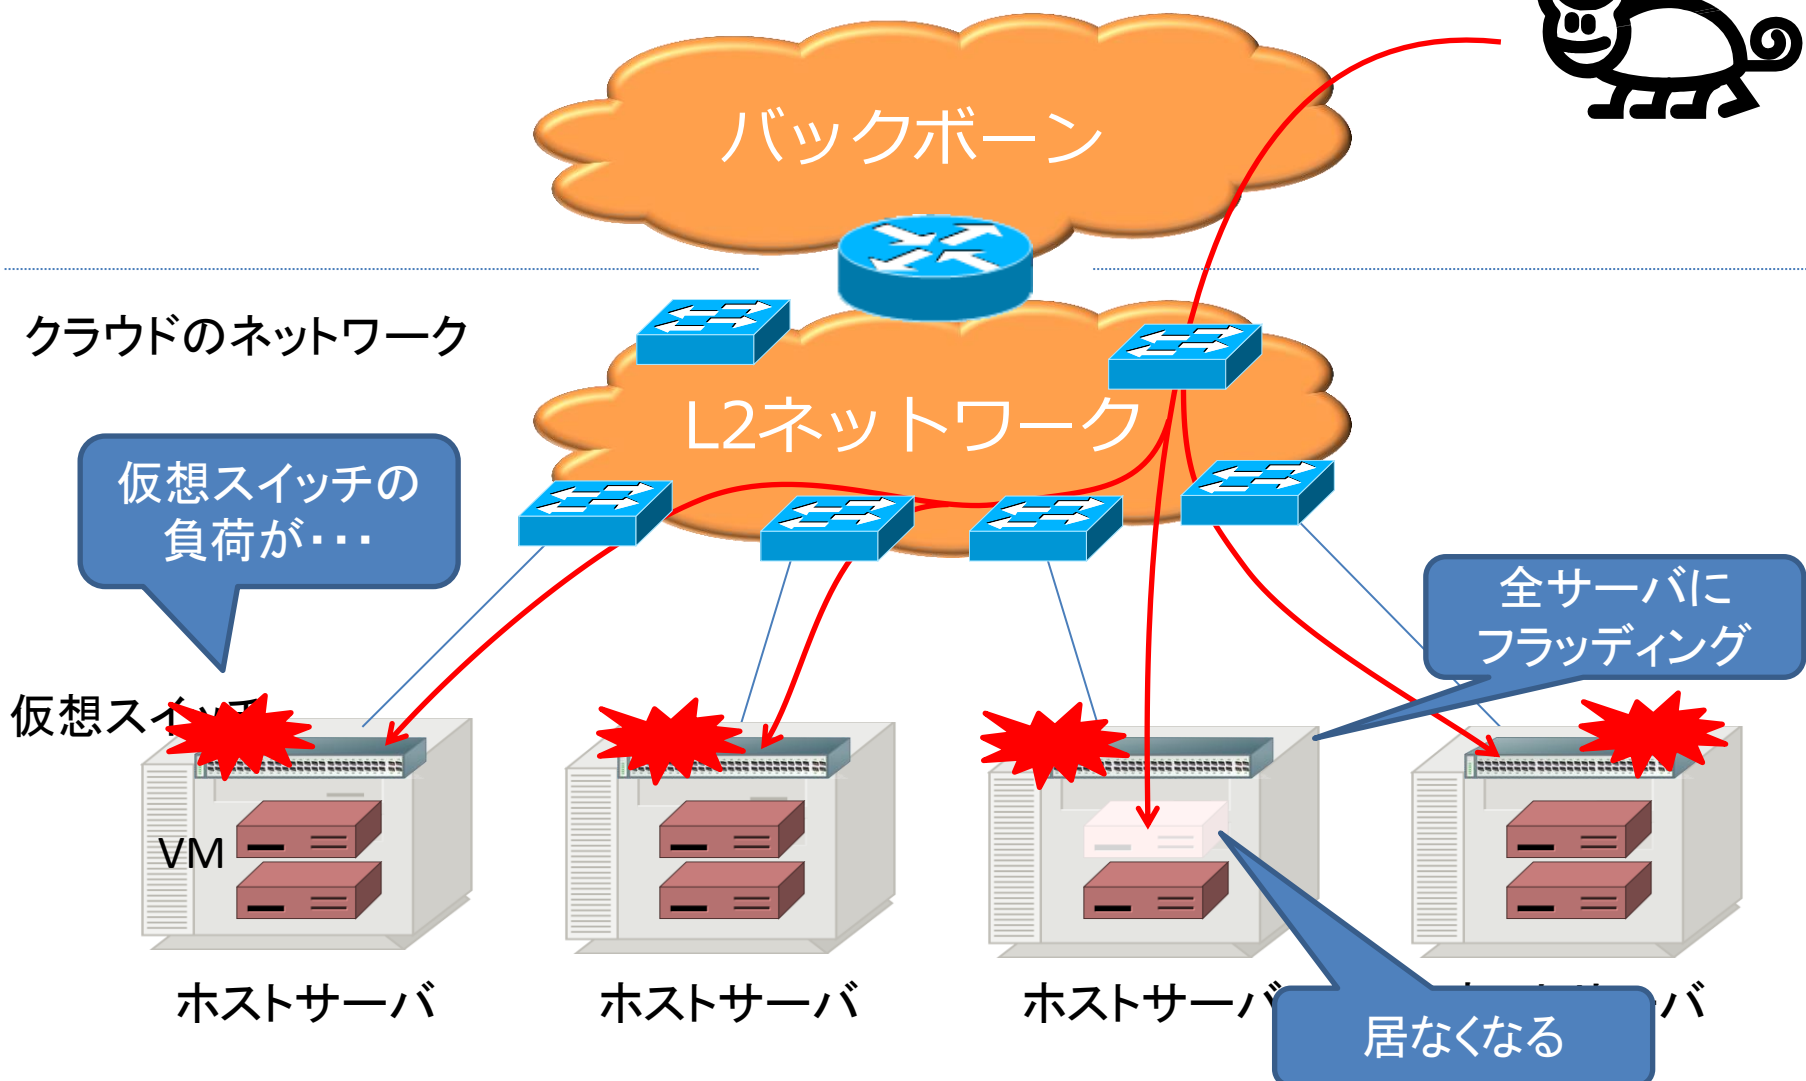 バックボーン
クラウドのネットワーク
L2ネットワーク
仮想スイッチの
負荷が・・・
全サーバに
フラッディング
仮想スイッチ
VM
ホストサーバ
ホストサーバ
ホストサーバ
居なくなる